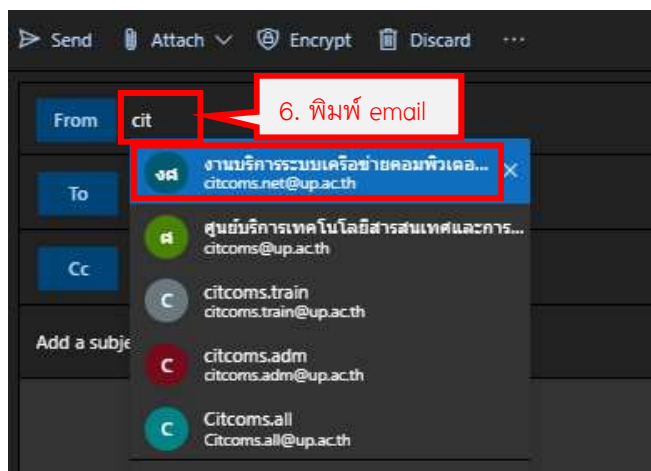 Send Attach Encrypt Discard ...
From cit
6. พิมพ์ email
งศ งานบริการระบบเครือข่ายคอมพิวเตอ...
citcoms.net@up.ac.th
To
ศ ศูนย์บริการเทคโนโลยีสารสนเทศและการ...
citcoms@up.ac.th
Cc
C citcoms.train
citcoms.train@up.ac.th
Add a subje
C citcoms.adm
citcoms.adm@up.ac.th
C Citcoms.all
Citcoms.all@up.ac.th